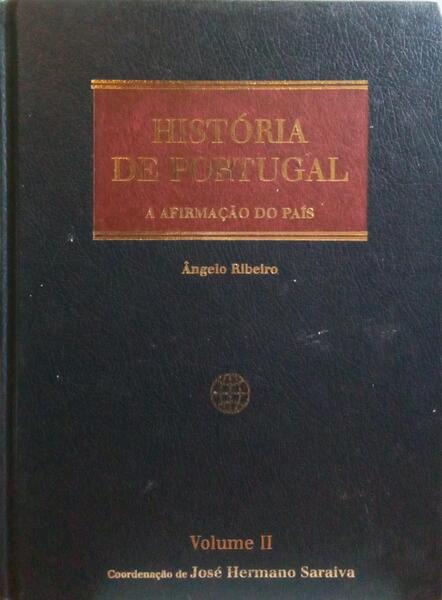 HISTÓRIA
DE PORTUGAL
A AFIRMAÇÃO DO PAÍS
Ângelo Ribeiro
Volume II
Coordenação de José Hermano Saraiva